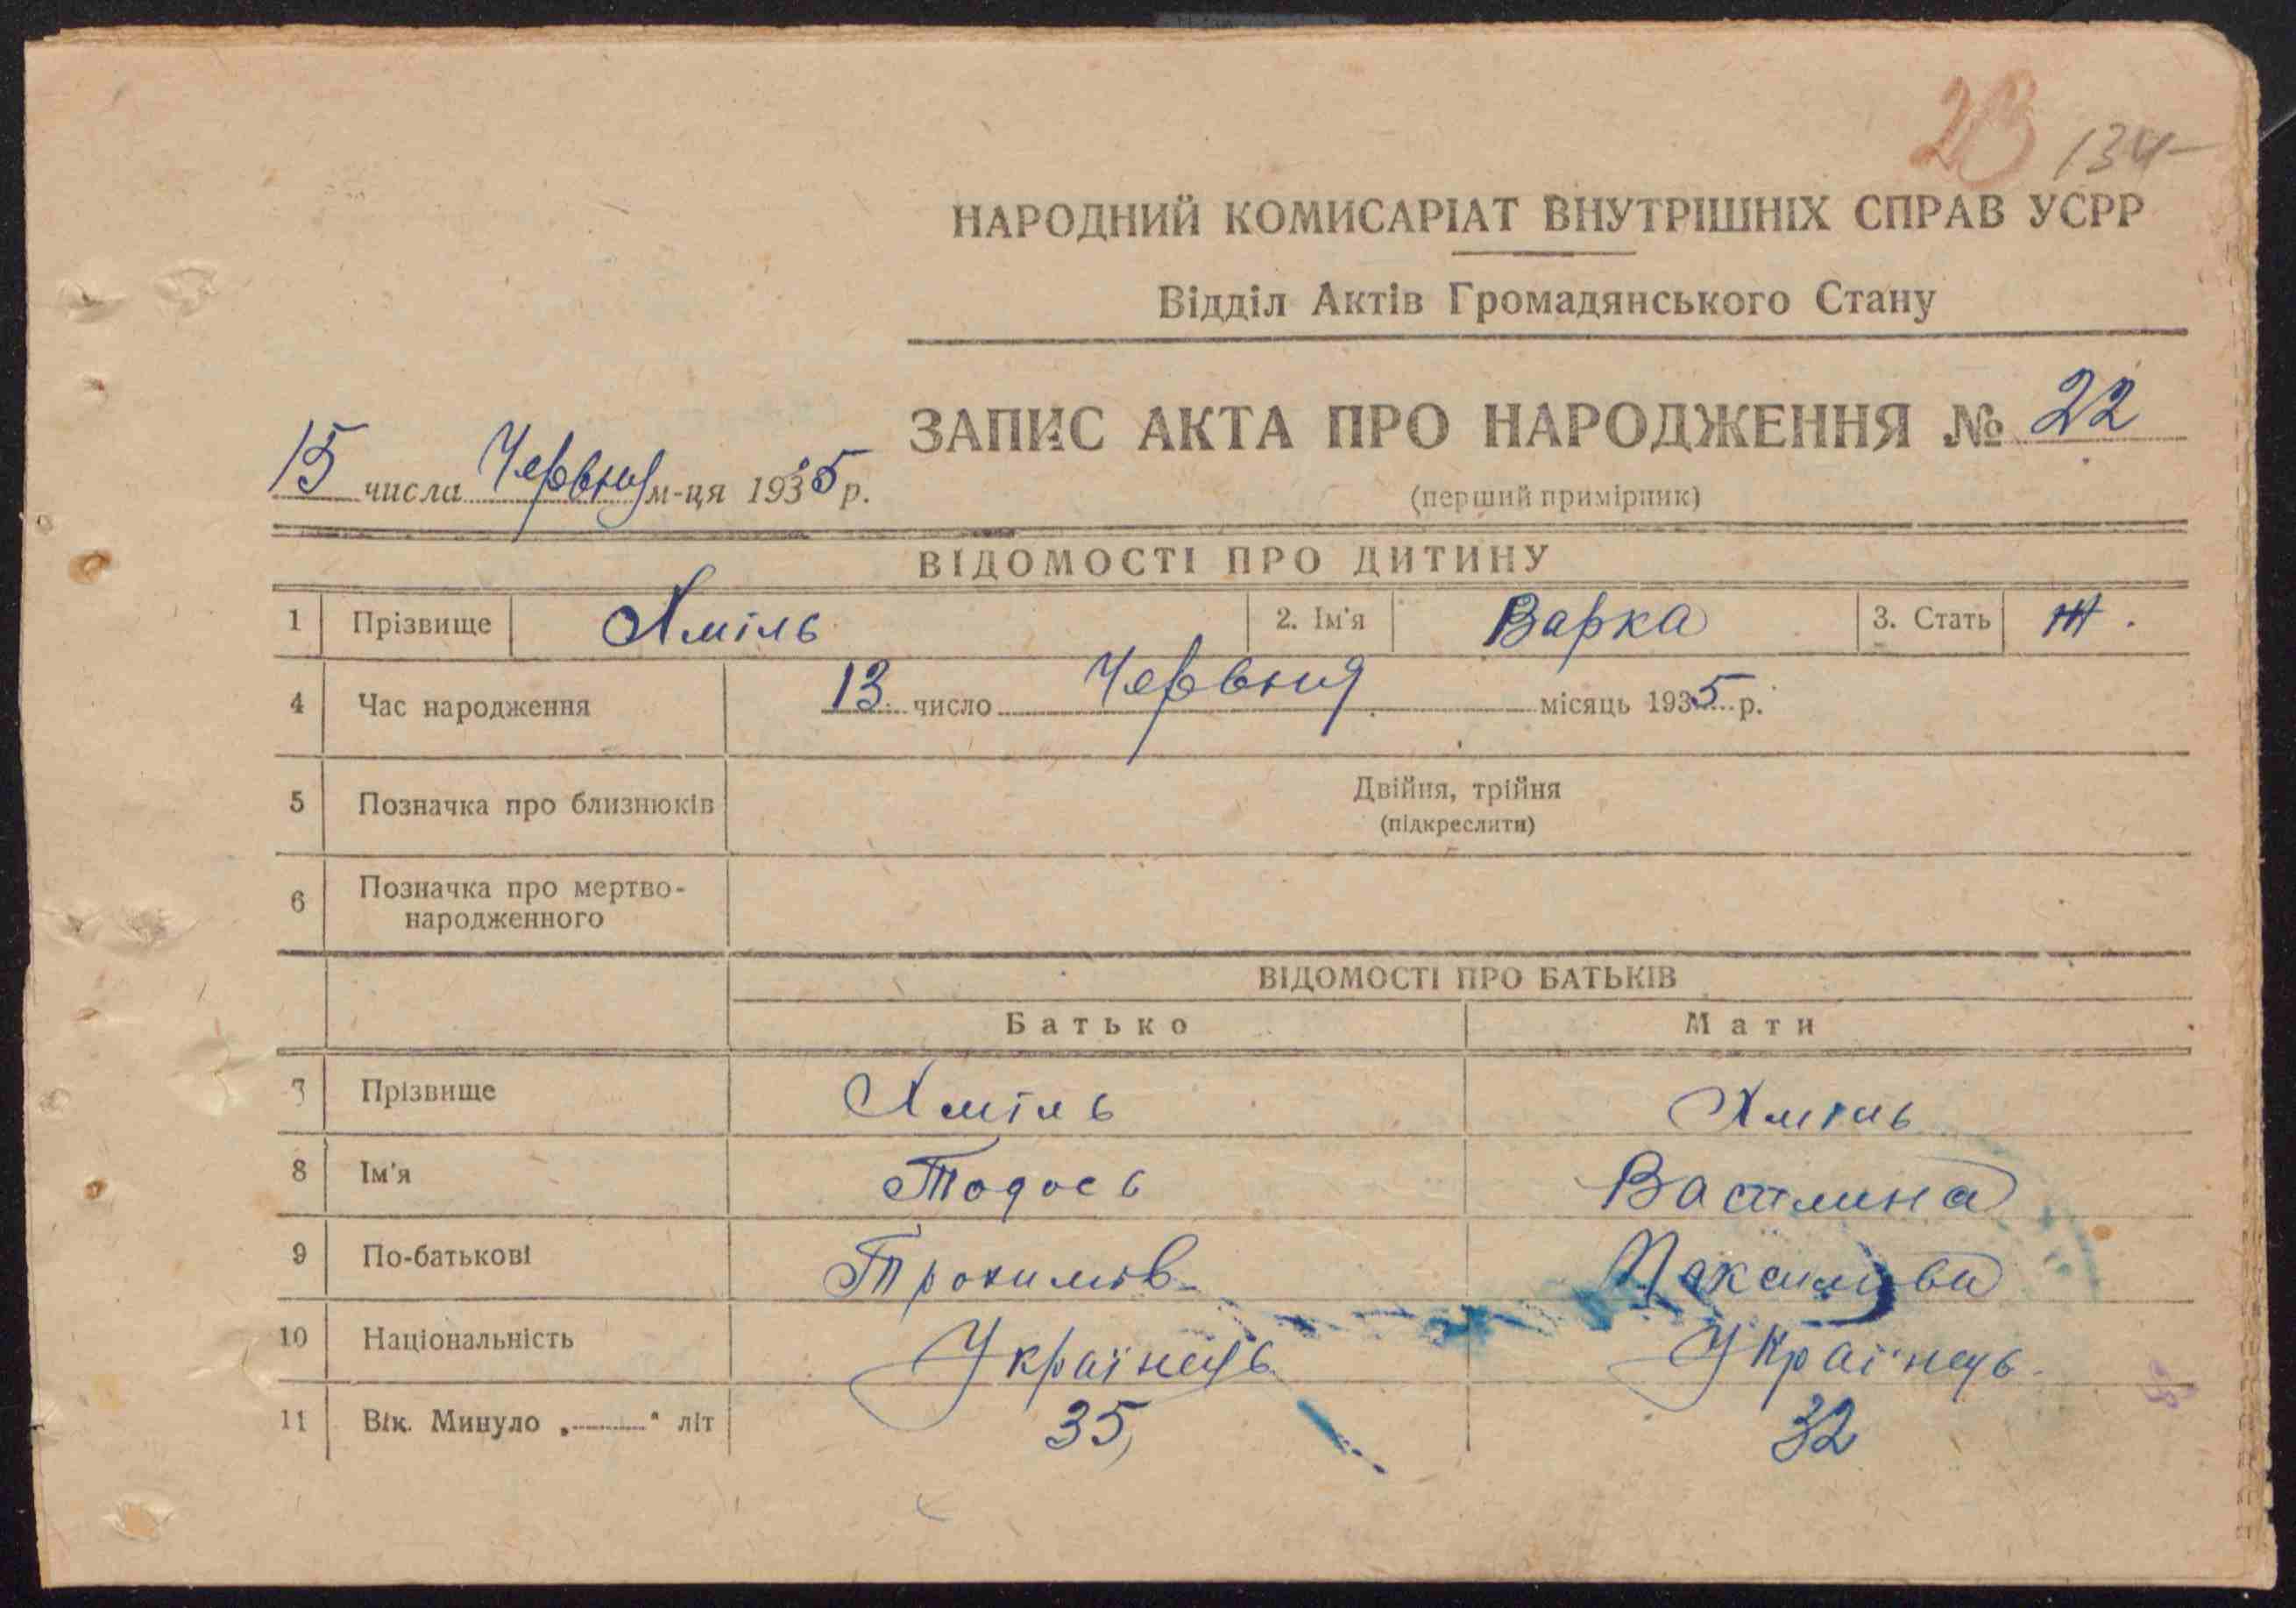 23 134
НАРОДНИЙ КОМИСАРІАТ ВНУТРІШНІХ СПРАВ УСРР
Відділ Актів Громадянського Стану
ЗАПИС АКТА ПРО НАРОДЖЕННЯ № 22
15 числа Червня м-ця 1935 р.
(перший примірник)
ВІДОМОСТІ ПРО ДИТИНУ
1 Прізвище Хміль 2. Ім'я Варка 3. Стать Ж.
4 Час народження 13 число Червня місяць 1935 р.
5 Позначка про близнюків Двійня, трійня
(підкреслити)
6 Позначка про мертво-
народженного
ВІДОМОСТІ ПРО БАТЬКІВ
Батько Мати
7 Прізвище Хміль Хміль
8 Ім'я Тодось Василина
9 По-батькові Трохимов. Максимова
10 Національність Українець Українець.
11 Вік. Минуло „ “ літ 35 32